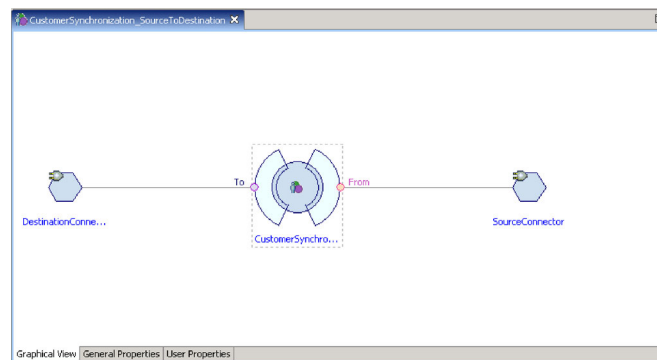 CustomerSynchronization_SourceToDestination
To
From
DestinationConne...
CustomerSynchro...
SourceConnector
Graphical View
General Properties
User Properties